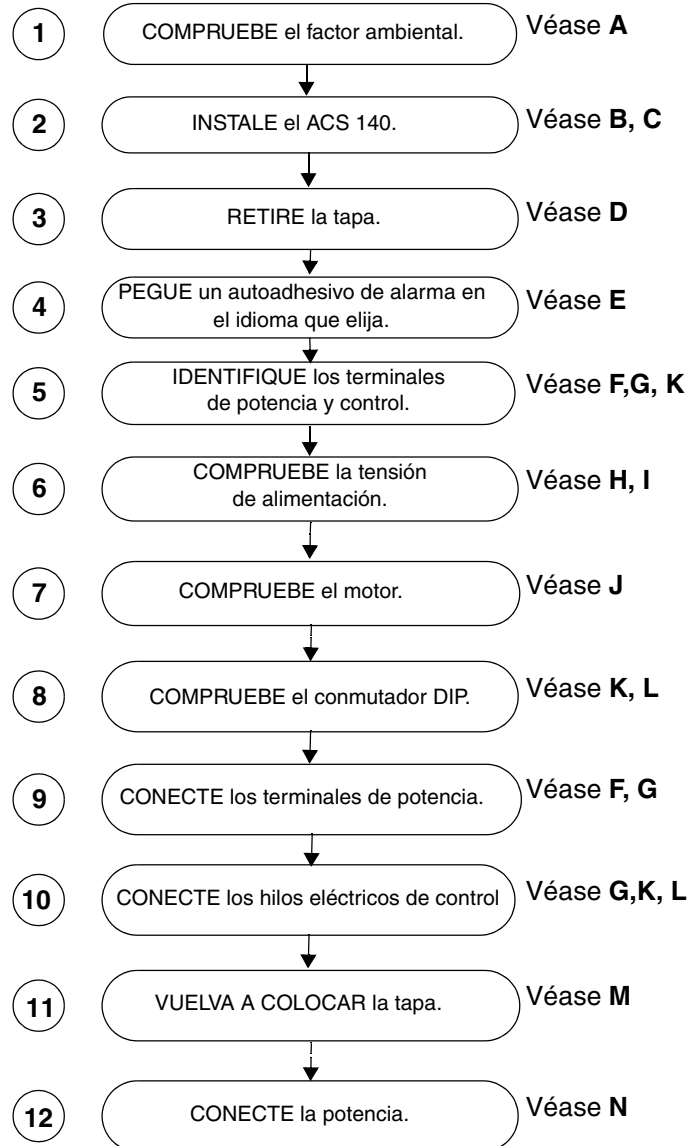 1 COMPRUEBE el factor ambiental. Véase A
2 INSTALE el ACS 140. Véase B, C
3 RETIRE la tapa. Véase D
4 PEGUE un autoadhesivo de alarma en
el idioma que elija. Véase E
5 IDENTIFIQUE los terminales
de potencia y control. Véase F,G, K
6 COMPRUEBE la tensión
de alimentación. Véase H, I
7 COMPRUEBE el motor. Véase J
8 COMPRUEBE el conmutador DIP. Véase K, L
9 CONECTE los terminales de potencia. Véase F, G
10 CONECTE los hilos eléctricos de control Véase G,K, L
11 VUELVA A COLOCAR la tapa. Véase M
12 CONECTE la potencia. Véase N